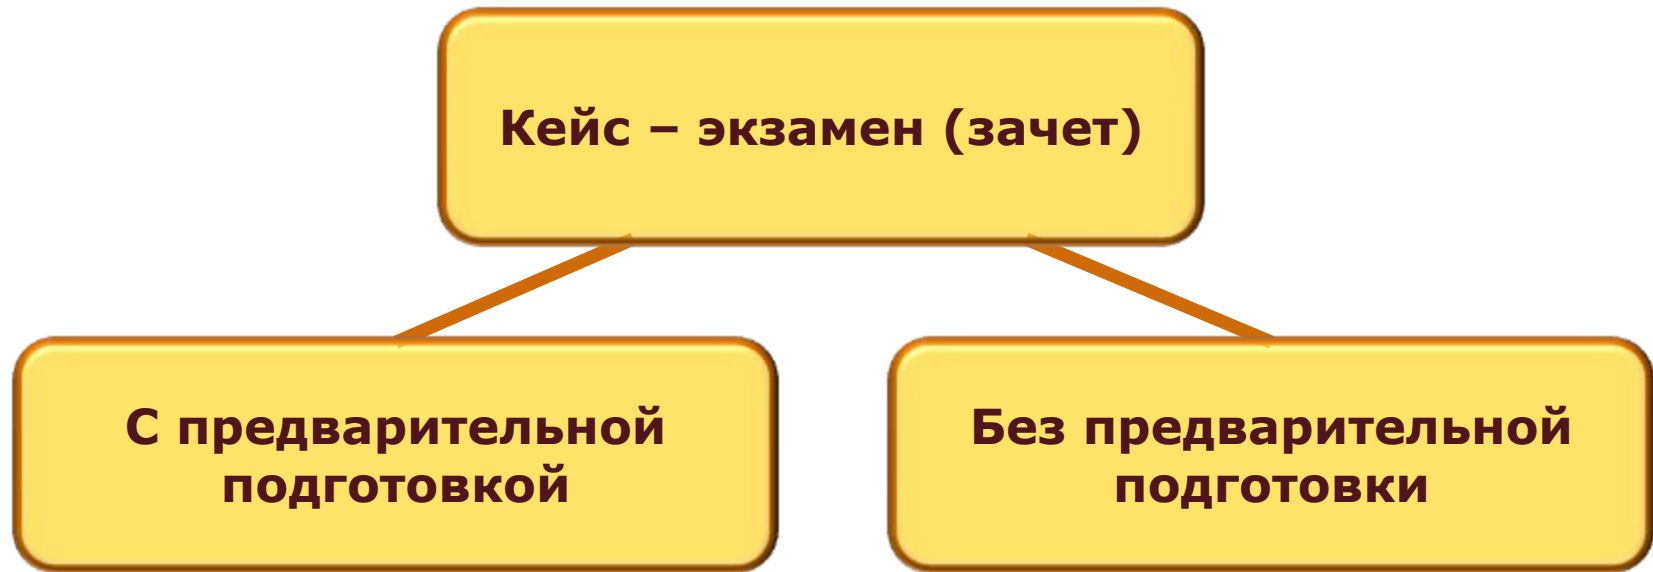 Кейс – экзамен (зачет)
С предварительной
подготовкой
Без предварительной
подготовки